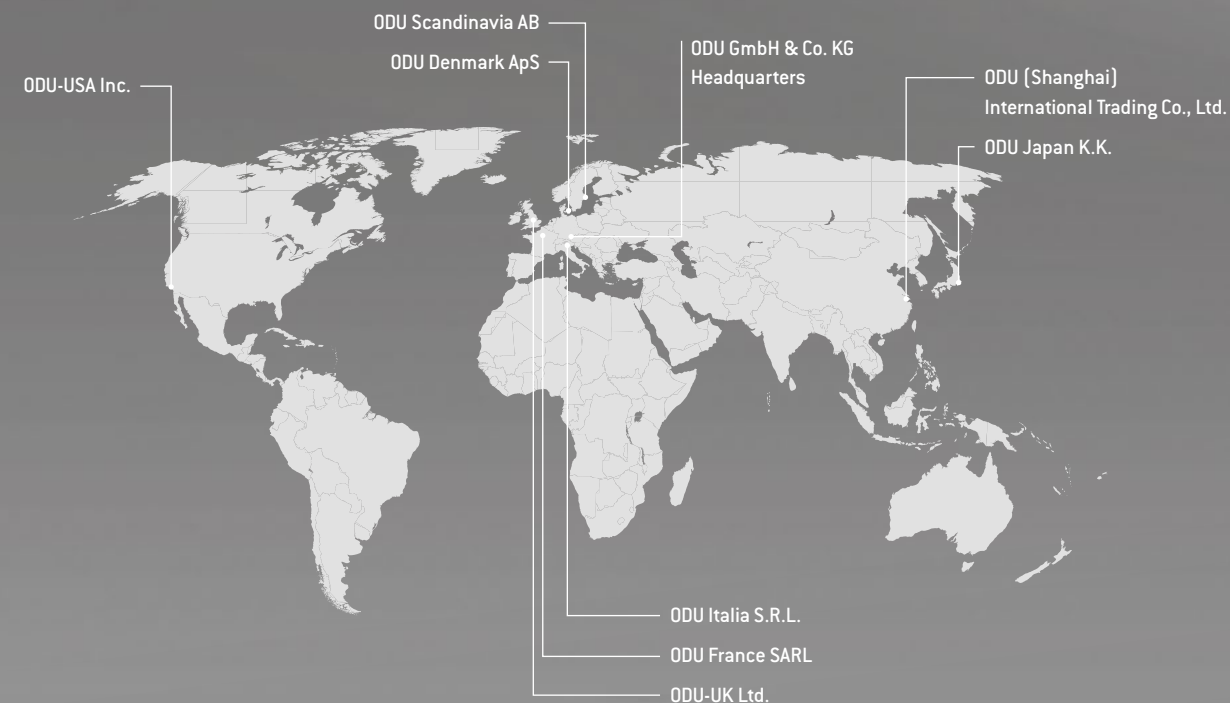 ODU Scandinavia AB
ODU Denmark ApS
ODU-USA Inc.
ODU GmbH & Co. KG
Headquarters
ODU (Shanghai)
International Trading Co., Ltd.
ODU Japan K.K.
ODU Italia S.R.L.
ODU France SARL
ODU-UK Ltd.